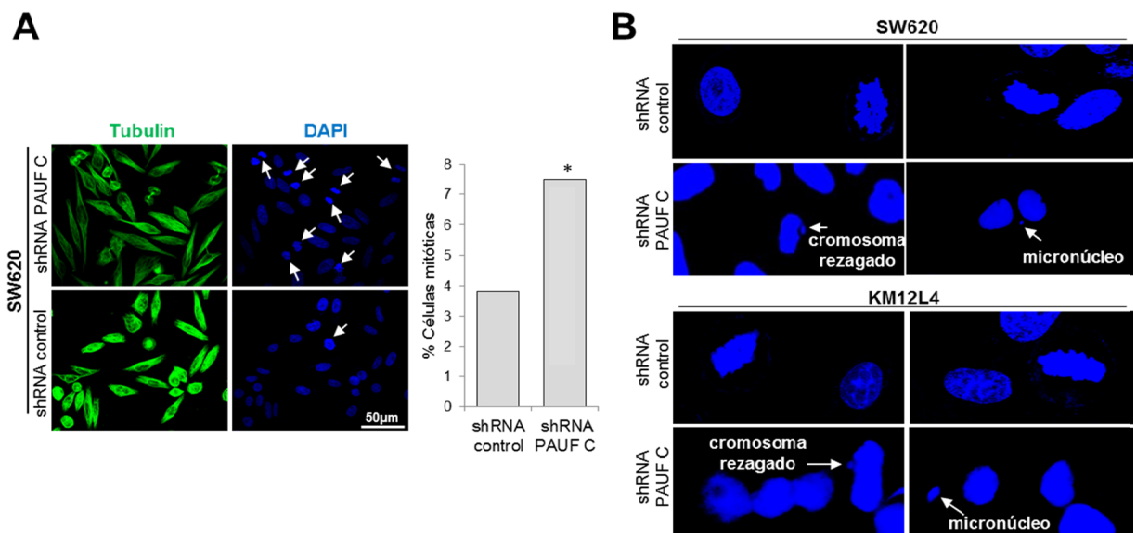 A
Tubulin
DAPI
SW620
shRNA PAUF C
shRNA control
50µm
% Células mitóticas
8
7
6
5
4
3
2
1
0
*
shRNA
control
shRNA
PAUF C
B
SW620
shRNA
control
shRNA
PAUF C
cromosoma
rezagado
micronúcleo
KM12L4
shRNA
control
shRNA
PAUF C
cromosoma
rezagado
micronúcleo